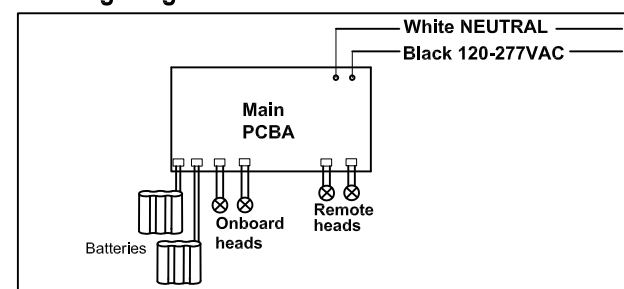 White NEUTRAL
Black 120-277VAC
Main
PCBA
Onboard
heads
Remote
heads
Batteries